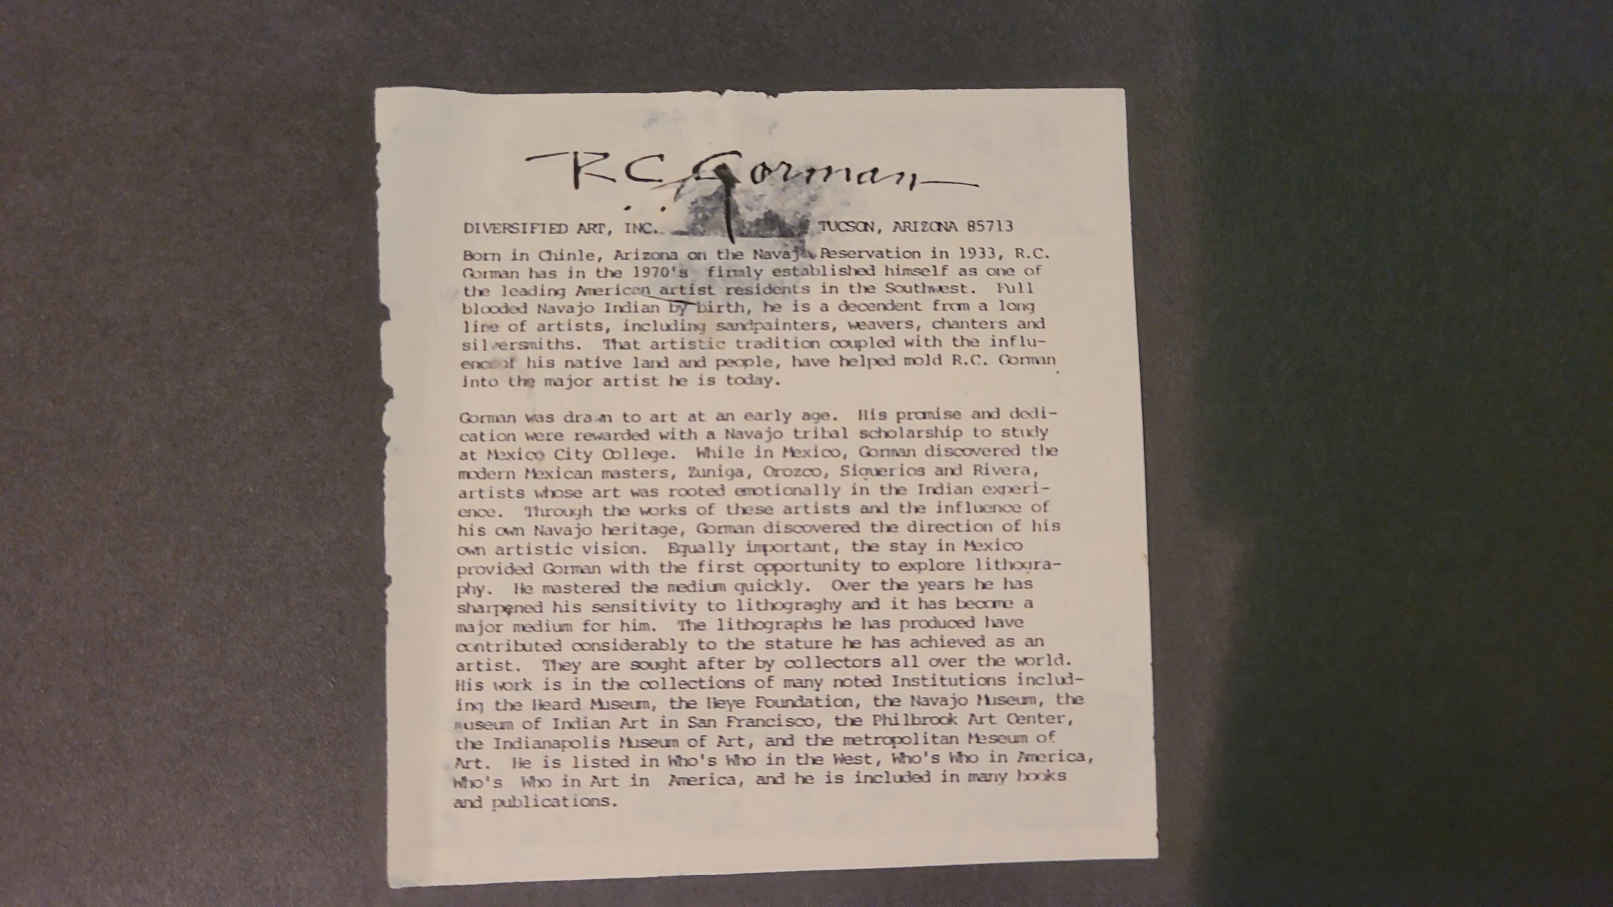 R.C. Gorman
DIVERSIFIED ART, INC. TUCSON, ARIZONA 85713
Born in Chinle, Arizona on the Navajo Reservation in 1933, R.C.
Gorman has in the 1970's firmly established himself as one of
the leading American artist residents in the Southwest. Full
blooded Navajo Indian by birth, he is a decendent from a long
line of artists, including sandpainters, weavers, chanters and
silversmiths. That artistic tradition coupled with the influ-
ence of his native land and people, have helped mold R.C. Gorman
into the major artist he is today.
Gorman was drawn to art at an early age. His promise and dedi-
cation were rewarded with a Navajo tribal scholarship to study
at Mexico City College. While in Mexico, Gorman discovered the
modern Mexican masters, Zuniga, Orozco, Siquerios and Rivera,
artists whose art was rooted emotionally in the Indian experi-
ence. Through the works of these artists and the influence of
his own Navajo heritage, Gorman discovered the direction of his
own artistic vision. Equally important, the stay in Mexico
provided Gorman with the first opportunity to explore lithogra-
phy. He mastered the medium quickly. Over the years he has
sharpened his sensitivity to lithograghy and it has become a
major medium for him. The lithographs he has produced have
contributed considerably to the stature he has achieved as an
artist. They are sought after by collectors all over the world.
His work is in the collections of many noted Institutions includ-
ing the Heard Museum, the Heye Foundation, the Navajo Museum, the
museum of Indian Art in San Francisco, the Philbrook Art Center,
the Indianapolis Museum of Art, and the metropolitan Meseum of
Art. He is listed in Who's Who in the West, Who's Who in America,
Who's Who in Art in America, and he is included in many books
and publications.